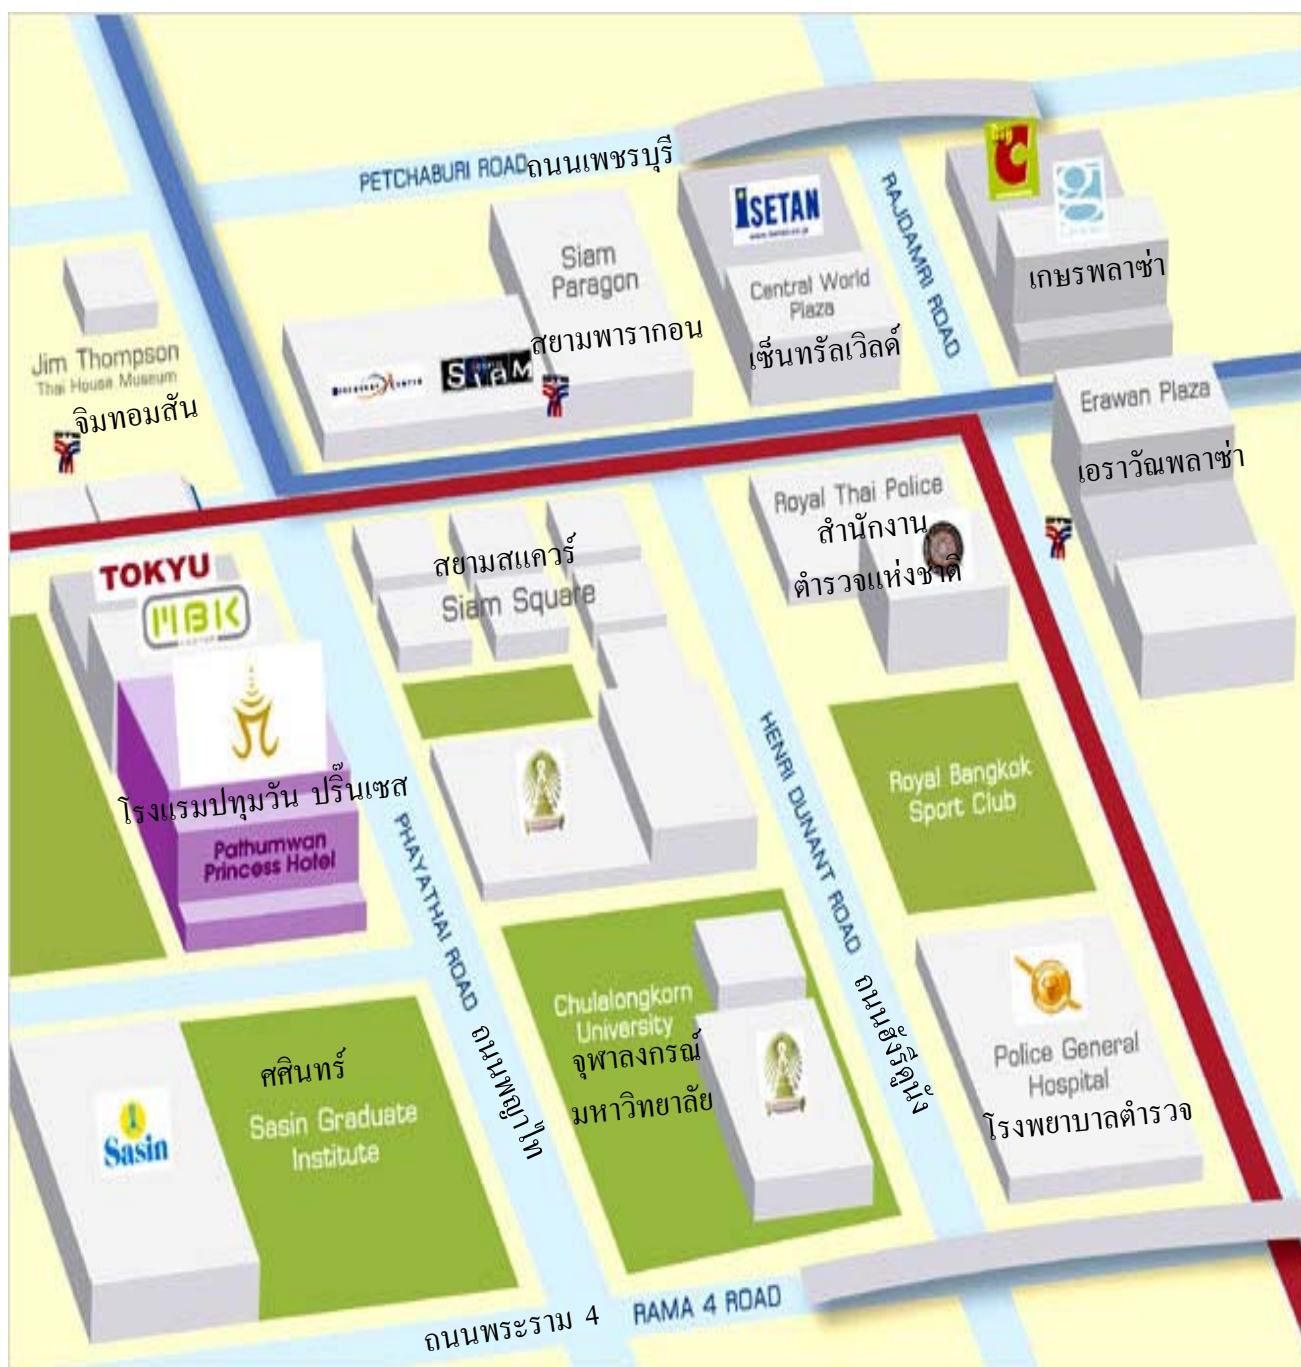 PETCHABURI ROAD ถนนเพชรบุรี
big C
ISETAN
www.isetan.co.jp
RAJDAMRI ROAD
Siam
Paragon
สยามพารากอน
Central World
Plaza
เซ็นทรัลเวิลด์
เกษรพลาซ่า
Jim Thompson
Thai House Museum
จิมทอมสัน
SIAM
Erawan Plaza
เอราวัณพลาซ่า
Royal Thai Police
สำนักงาน
ตำรวจแห่งชาติ
TOKYU
MBK
CENTER
สยามสแควร์
Siam Square
โรงแรมปทุมวัน ปริ๊นเซส
Pathumwan
Princess Hotel
PHAYATHAI ROAD ถนนพญาไท
HENRI DUNANT ROAD ถนนฮังรีดูนัง
Royal Bangkok
Sport Club
Chulalongkorn
University
จุฬาลงกรณ์
มหาวิทยาลัย
Police General
Hospital
โรงพยาบาลตำรวจ
Sasin
ศศินทร์
Sasin Graduate
Institute
ถนนพระราม 4 RAMA 4 ROAD